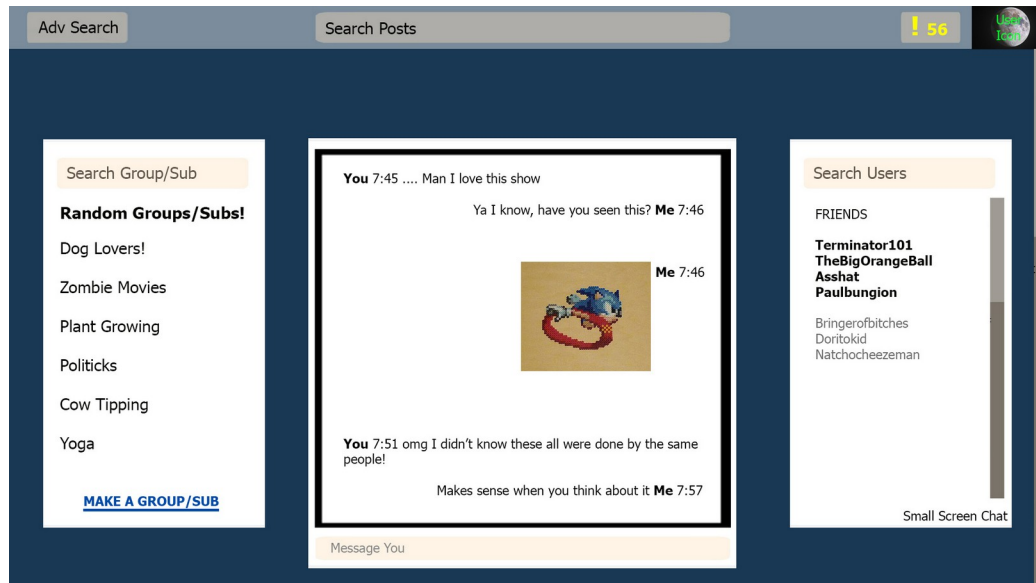 Adv Search
Search Posts
! 56
User
Icon
Search Group/Sub
Random Groups/Subs!
Dog Lovers!
Zombie Movies
Plant Growing
Politicks
Cow Tipping
Yoga
MAKE A GROUP/SUB
You 7:45 .... Man I love this show
Ya I know, have you seen this? Me 7:46
Me 7:46
You 7:51 omg I didn't know these all were done by the same
people!
Makes sense when you think about it Me 7:57
Message You
Search Users
FRIENDS
Terminator101
TheBigOrangeBall
Asshat
Paulbungion
Bringerofbitches
Doritokid
Natchocheezeman
Small Screen Chat